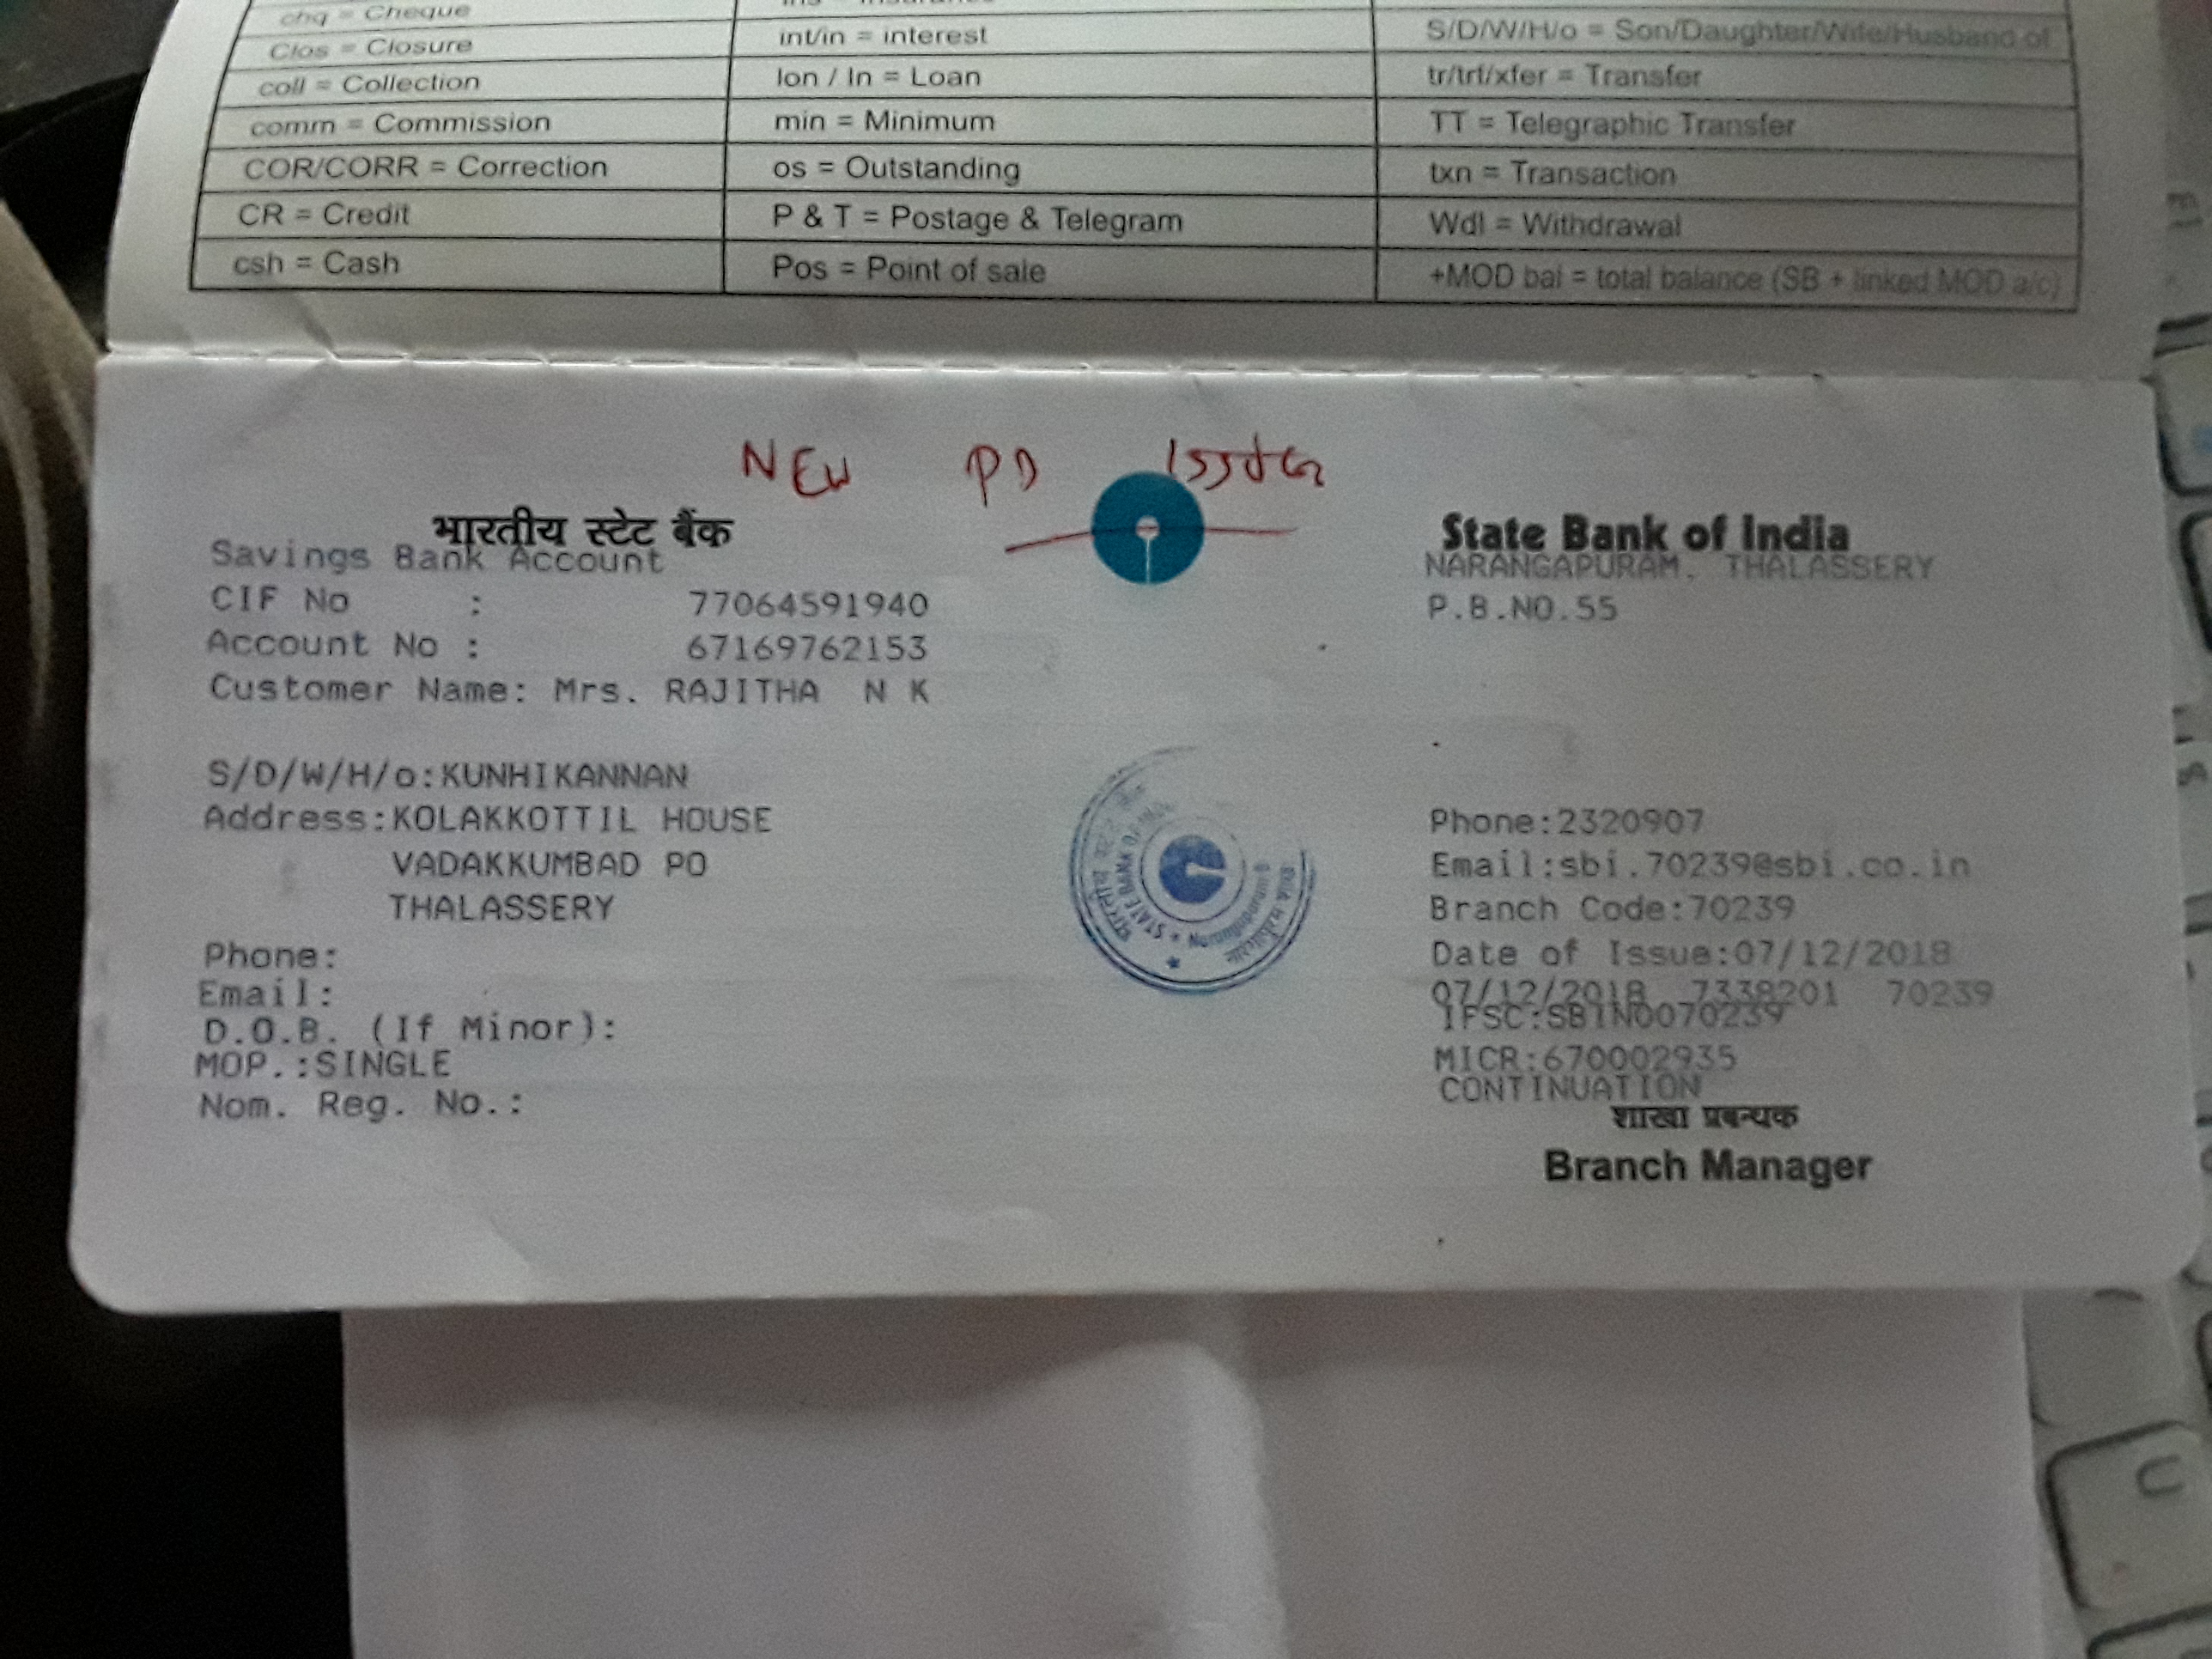 chq = Cheque
Clos = Closure
coll = Collection
comm = Commission
COR/CORR = Correction
CR = Credit
csh = Cash
int/in = interest
lon / ln = Loan
min = Minimum
os = Outstanding
P & T = Postage & Telegram
Pos = Point of sale
S/D/W/H/o = Son/Daughter/Wife/Husband of
tr/trf/xfer = Transfer
TT = Telegraphic Transfer
txn = Transaction
Wdl = Withdrawal
+MOD bal = total balance (SB + linked MOD a/c)
NEW PD
भारतीय स्टेट बैंक
Savings Bank Account
CIF No : 77064591940
Account No : 67169762153
Customer Name: Mrs. RAJITHA N K
S/D/W/H/o:KUNHIKANNAN
Address:KOLAKKOTTIL HOUSE
VADAKKUMBAD PO
THALASSERY
Phone:
Email:
D.O.B. (If Minor):
MOP.:SINGLE
Nom. Reg. No.:
STATE BANK OF
State Bank of India
NARANGAPURAM. THALASSERY
P.B.NO.55
Phone:2320907
Email:sbi.70239@sbi.co.in
Branch Code:70239
Date of Issue:07/12/2018
07/12/2018 7338201 70239
IFSC:SBIN0070239
MICR:670002935
CONTINUATION
शाखा प्रबन्धक
Branch Manager
U